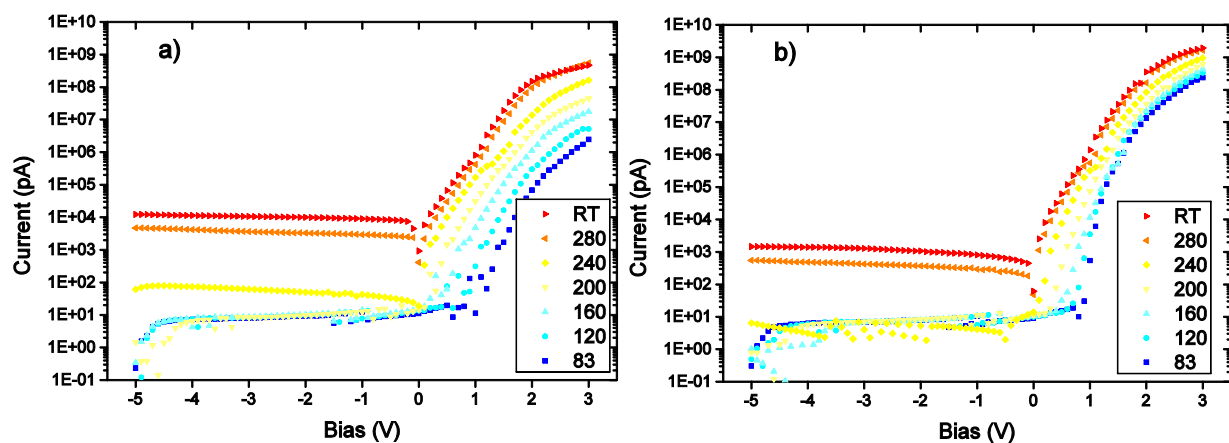 a)
1E+10
1E+09
1E+08
1E+07
1E+06
1E+05
1E+04
1E+03
1E+02
1E+01
1E+00
1E-01
Current (pA)
-5 -4 -3 -2 -1 0 1 2 3
Bias (V)
RT
280
240
200
160
120
83
b)
1E+10
1E+09
1E+08
1E+07
1E+06
1E+05
1E+04
1E+03
1E+02
1E+01
1E+00
1E-01
Current (pA)
-5 -4 -3 -2 -1 0 1 2 3
Bias (V)
RT
280
240
200
160
120
83